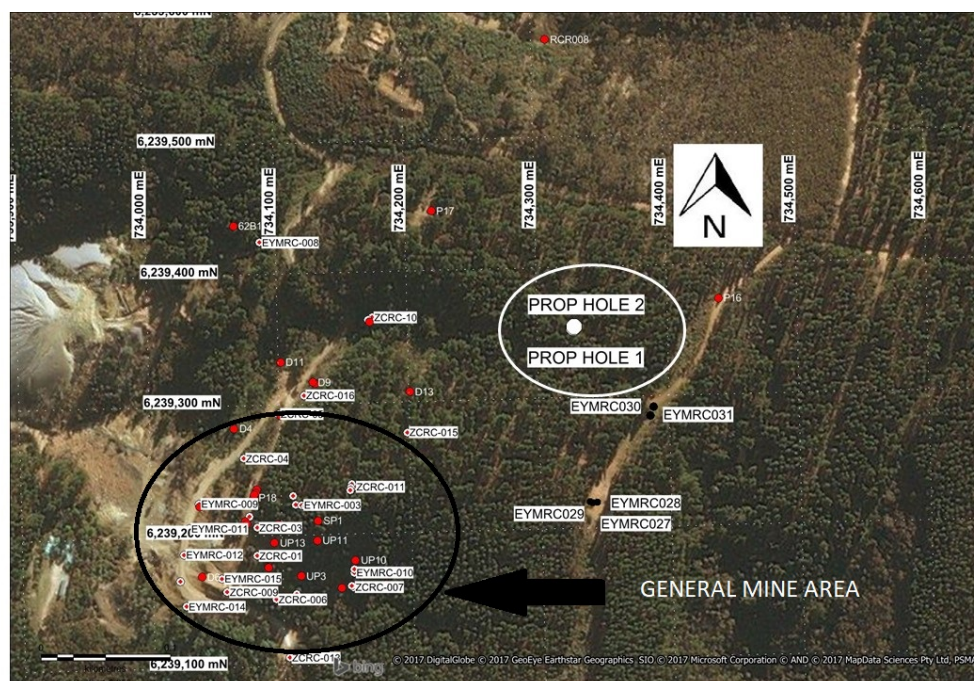 RCR008
6,239,500 mN
734,000 mE
734,100 mE
734,200 mE
734,300 mE
734,400 mE
734,500 mE
734,600 mE
N
P17
EYMRC-008
6,239,400 mN
PROP HOLE 2
PROP HOLE 1
P16
ZCRC-10
D11
D9
D13
ZCRC-016
6,239,300 mN
EYMRC030
EYMRC031
D4
ZCRC-015
ZCRC-04
ZCRC-011
P18
EYMRC-009
EYMRC-003
EYMRC028
EYMRC029
EYMRC027
SP1
EYMRC-011
ZCRC-03
6,239,200 mN
UP13
UP11
EYMRC-012
ZCRC-01
UP10
EYMRC-010
EYMRC-015
UP3
ZCRC-009
ZCRC-007
ZCRC-006
EYMRC-014
GENERAL MINE AREA
6,239,100 mN
bing
© 2017 DigitalGlobe © 2017 GeoEye Earthstar Geographics SIO © 2017 Microsoft Corporation © AND © 2017 MapData Sciences Pty Ltd, PSMA